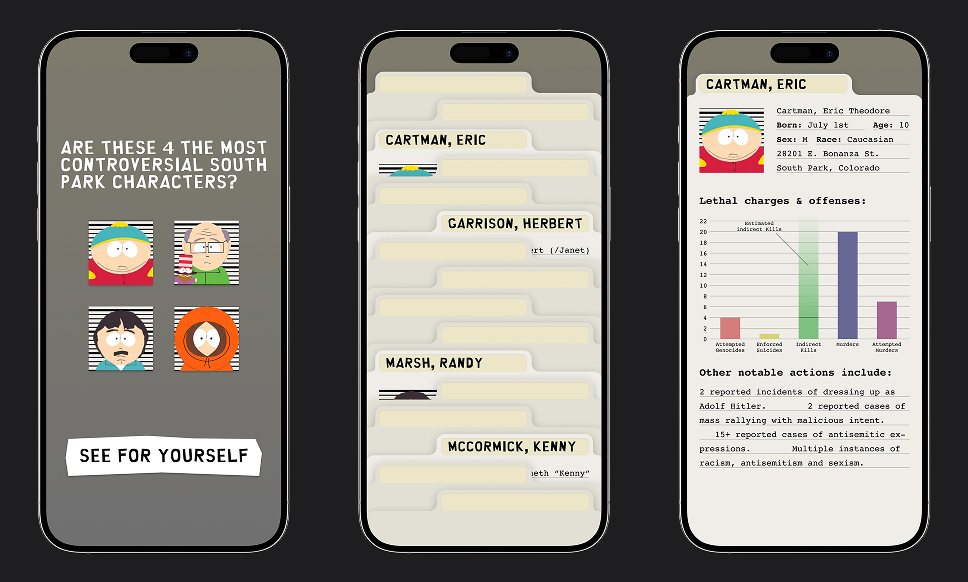 ARE THESE 4 THE MOST
CONTROVERSIAL SOUTH
PARK CHARACTERS?
SEE FOR YOURSELF
CARTMAN, ERIC
GARRISON, HERBERT
rt (/Janet)
MARSH, RANDY
MCCORMICK, KENNY
neth “Kenny”
CARTMAN, ERIC
Cartman, Eric Theodore
Born: July 1st Age: 10
Sex: M Race: Caucasian
28201 E. Bonanza St.
South Park, Colorado
Lethal charges & offenses:
22
20
18
16
14
12
10
8
6
4
2
0
Estimated
indirect Kills
Attempted
Genocides
Enforced
Suicides
Indirect
Kills
Murders
Attempted
Murders
Other notable actions include:
2 reported incidents of dressing up as
Adolf Hitler. 2 reported cases of
mass rallying with malicious intent.
15+ reported cases of antisemitic ex-
pressions. Multiple instances of
racism, antisemitism and sexism.